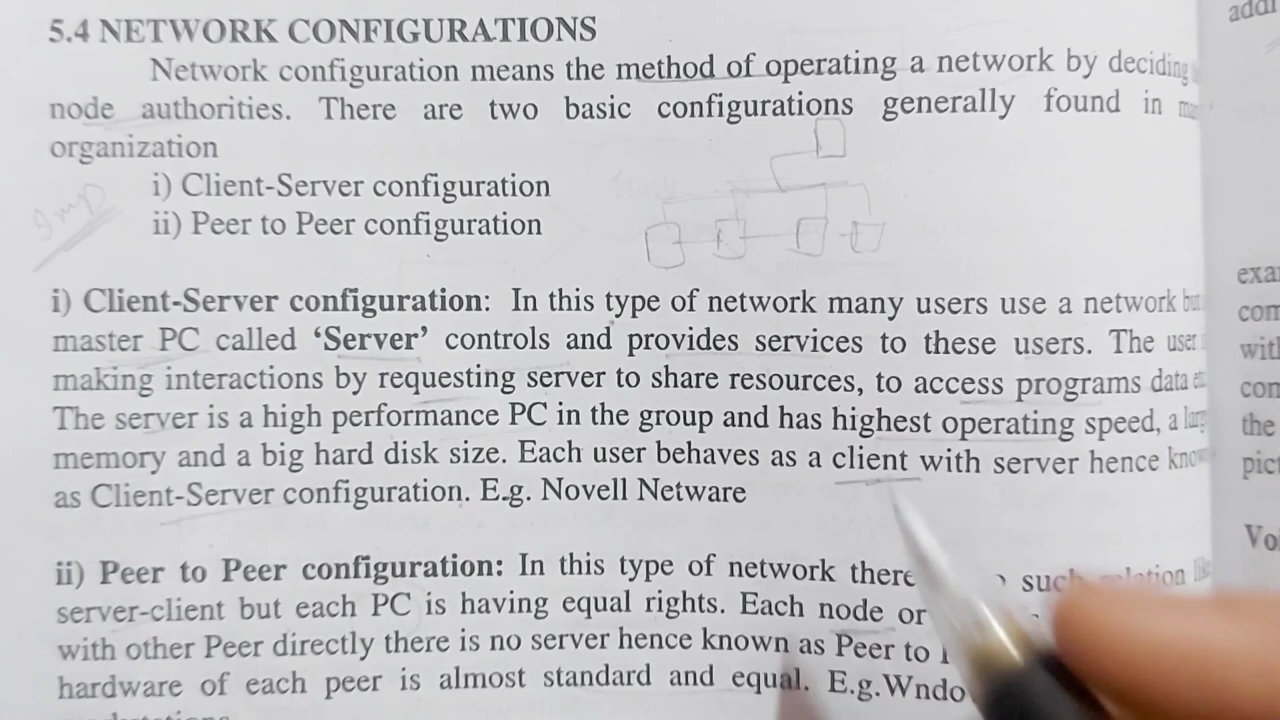 5.4 NETWORK CONFIGURATIONS
Network configuration means the method of operating a network by deciding
node authorities. There are two basic configurations generally found in
organization
i) Client-Server configuration
ii) Peer to Peer configuration
Imp
i) Client-Server configuration: In this type of network many users use a network but
master PC called ‘Server’ controls and provides services to these users. The user
making interactions by requesting server to share resources, to access programs data
The server is a high performance PC in the group and has highest operating speed, a
memory and a big hard disk size. Each user behaves as a client with server hence
as Client-Server configuration. E.g. Novell Netware
ii) Peer to Peer configuration: In this type of network there such
server-client but each PC is having equal rights. Each node or
with other Peer directly there is no server hence known as Peer to
hardware of each peer is almost standard and equal. E.g.Wndo
the